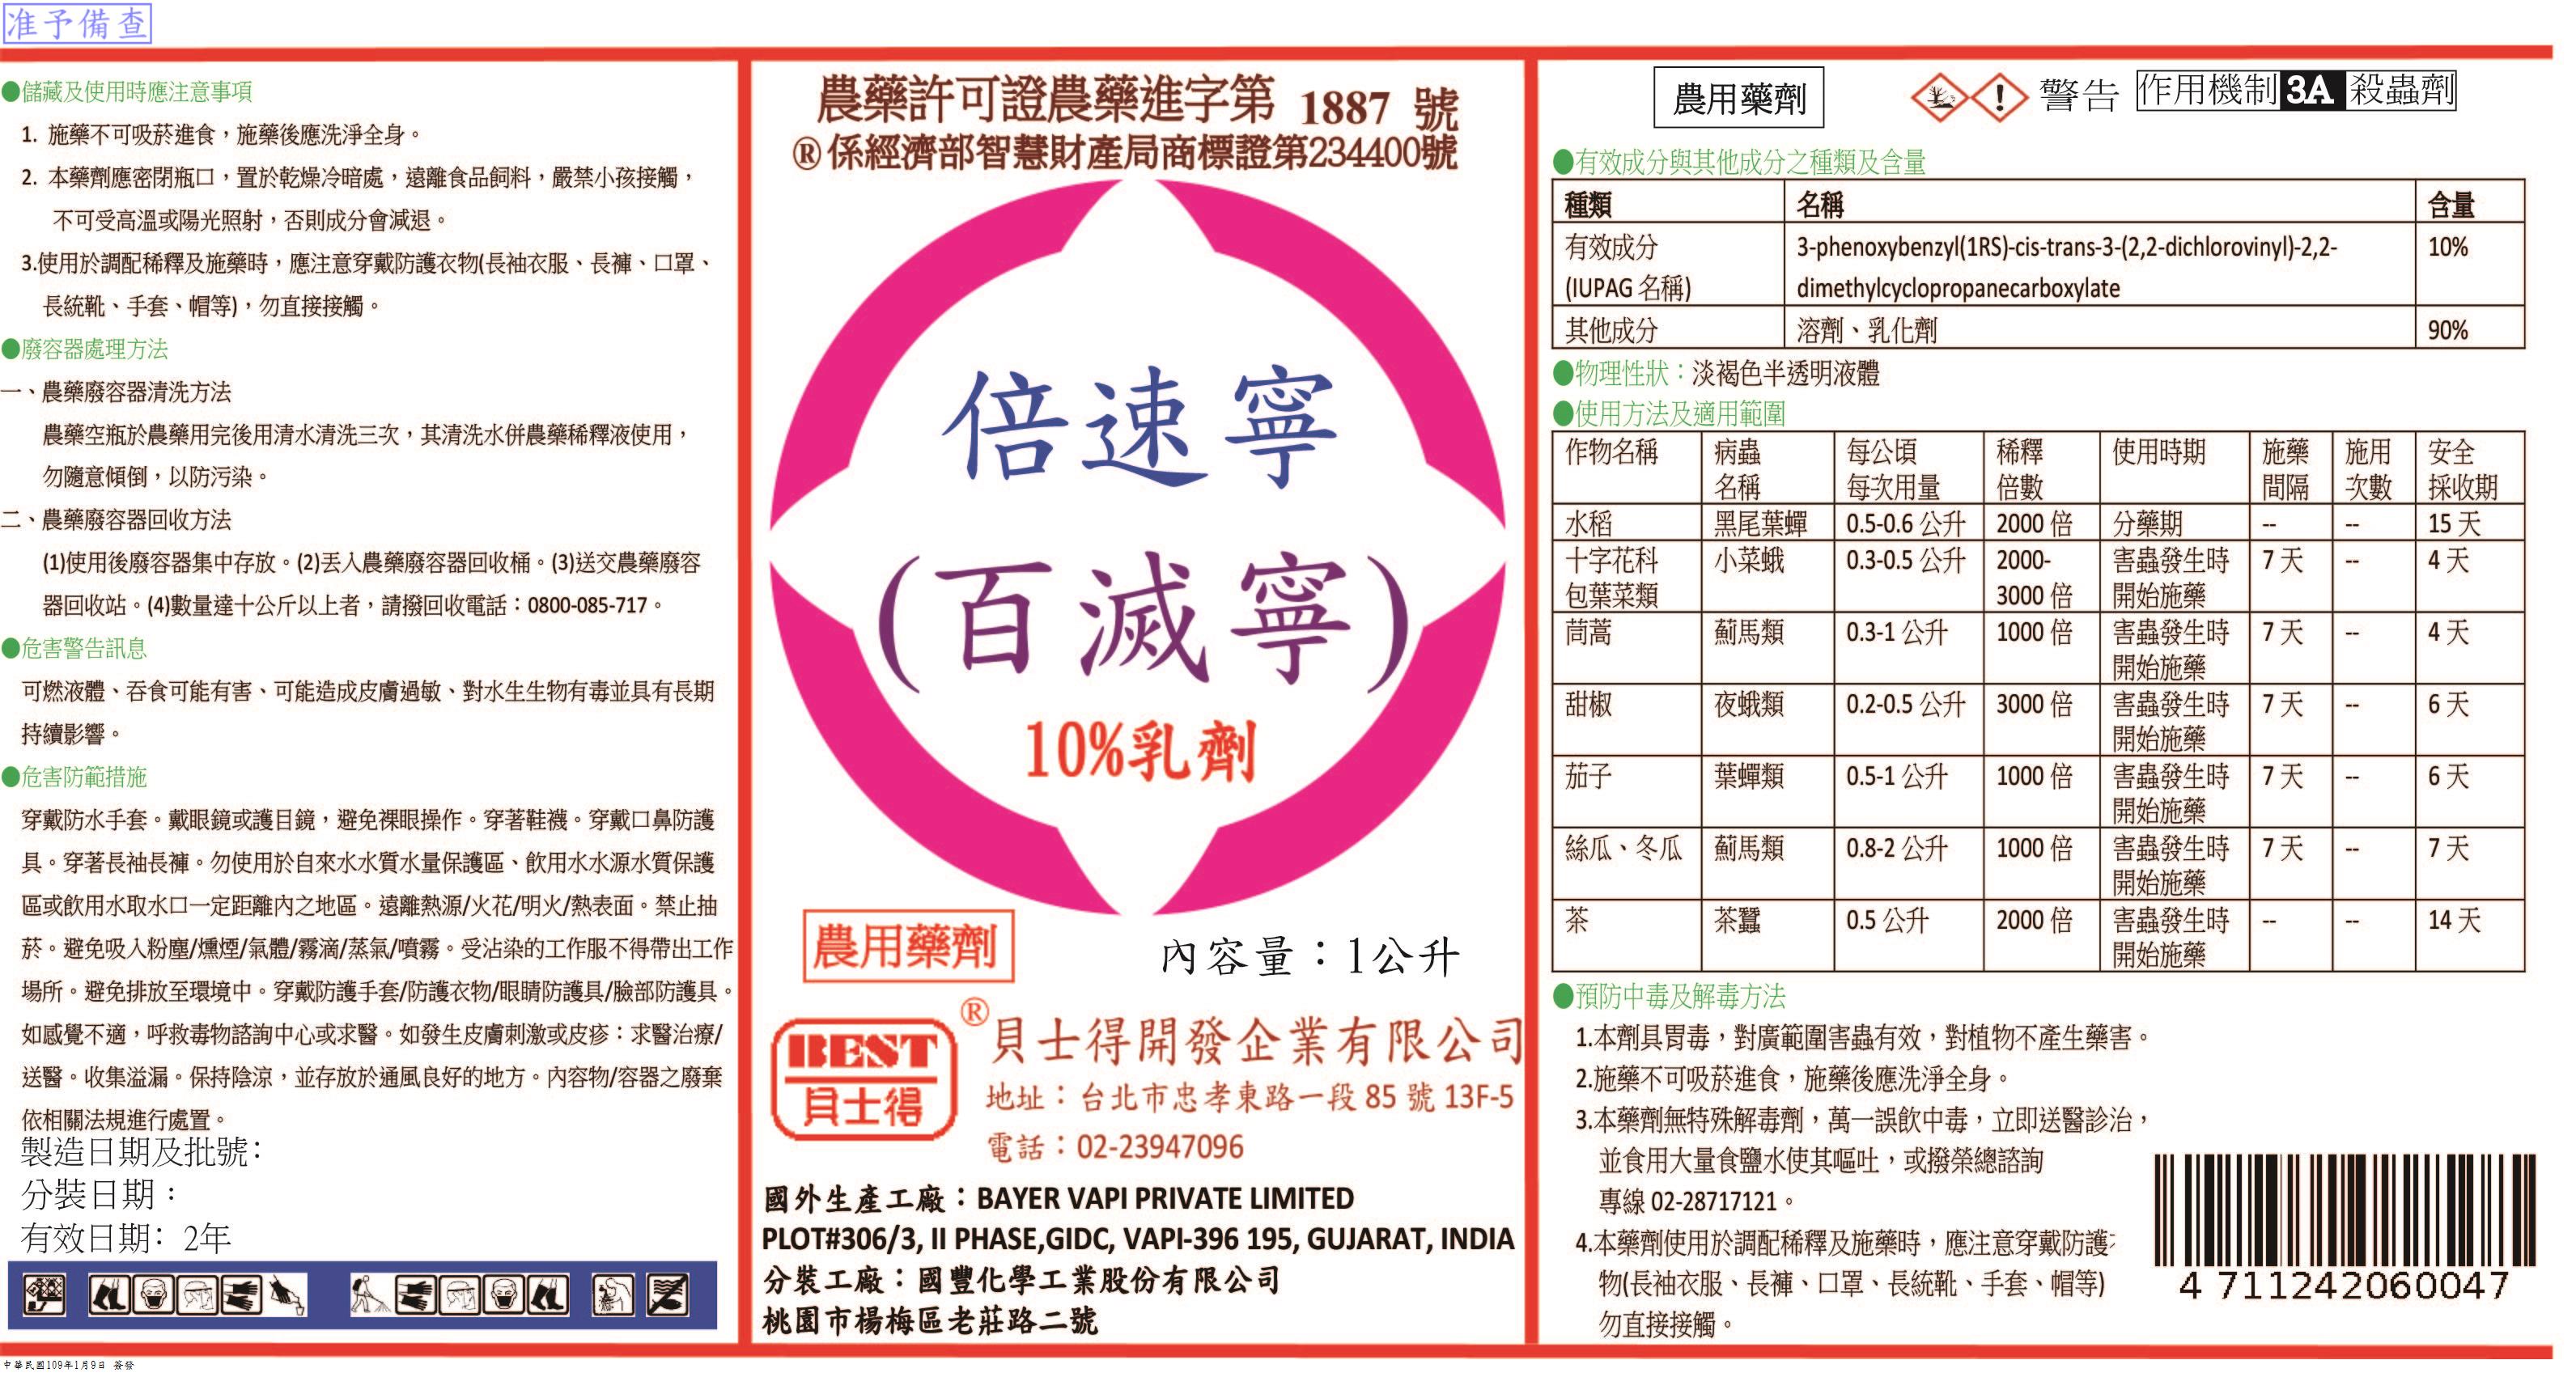 准予備查
●儲藏及使用時應注意事項
1. 施藥不可吸菸進食，施藥後應洗淨全身。
2. 本藥劑應密閉瓶口，置於乾燥冷暗處，遠離食品飼料，嚴禁小孩接觸，
不可受高溫或陽光照射，否則成分會減退。
3.使用於調配稀釋及施藥時，應注意穿戴防護衣物(長袖衣服、長褲、口罩、
長統靴、手套、帽等)，勿直接接觸。
●廢容器處理方法
一、農藥廢容器清洗方法
農藥空瓶於農藥用完後用清水清洗三次，其清洗水併農藥稀釋液使用，
勿隨意傾倒，以防污染。
二、農藥廢容器回收方法
(1)使用後廢容器集中存放。(2)丟入農藥廢容器回收桶。(3)送交農藥廢容
器回收站。(4)數量達十公斤以上者，請撥回收電話：0800-085-717。
●危害警告訊息
可燃液體、吞食可能有害、可能造成皮膚過敏、對水生生物有毒並具有長期
持續影響。
●危害防範措施
穿戴防水手套。戴眼鏡或護目鏡，避免裸眼操作。穿著鞋襪。穿戴口鼻防護
具。穿著長袖長褲。勿使用於自來水水質水量保護區、飲用水水源水質保護
區或飲用水取水口一定距離內之地區。遠離熱源/火花/明火/熱表面。禁止抽
菸。避免吸入粉塵/燻煙/氣體/霧滴/蒸氣/噴霧。受沾染的工作服不得帶出工作
場所。避免排放至環境中。穿戴防護手套/防護衣物/眼睛防護具/臉部防護具。
如感覺不適，呼救毒物諮詢中心或求醫。如發生皮膚刺激或皮疹：求醫治療/
送醫。收集溢漏。保持陰涼，並存放於通風良好的地方。內容物/容器之廢棄
依相關法規進行處置。
製造日期及批號：
分裝日期：
有效日期：2年
中華民國109年1月9日 簽發
農藥許可證農藥進字第 1887 號
®係經濟部智慧財產局商標證第234400號
倍速寧
(百滅寧)
10%乳劑
農用藥劑
內容量：1公升
BEST
貝士得
®貝士得開發企業有限公司
地址：台北市忠孝東路一段 85 號 13F-5
電話：02-23947096
國外生產工廠：BAYER VAPI PRIVATE LIMITED
PLOT#306/3, II PHASE,GIDC, VAPI-396 195, GUJARAT, INDIA
分裝工廠：國豐化學工業股份有限公司
桃園市楊梅區老莊路二號
農用藥劑 警告 作用機制 3A 殺蟲劑
●有效成分與其他成分之種類及含量
種類 名稱 含量
有效成分 3-phenoxybenzyl(1RS)-cis-trans-3-(2,2-dichlorovinyl)-2,2- 10%
(IUPAG 名稱) dimethylcyclopropanecarboxylate
其他成分 溶劑、乳化劑 90%
●物理性狀：淡褐色半透明液體
●使用方法及適用範圍
作物名稱 病蟲 每公頃 稀釋 使用時期 施藥 施用 安全
名稱 每次用量 倍數 間隔 次數 採收期
水稻 黑尾葉蟬 0.5-0.6 公升 2000 倍 分藥期 -- -- 15 天
十字花科 小菜蛾 0.3-0.5 公升 2000- 害蟲發生時 7 天 -- 4 天
包葉菜類 3000 倍 開始施藥
茼蒿 薊馬類 0.3-1 公升 1000 倍 害蟲發生時 7 天 -- 4 天
開始施藥
甜椒 夜蛾類 0.2-0.5 公升 3000 倍 害蟲發生時 7 天 -- 6 天
開始施藥
茄子 葉蟬類 0.5-1 公升 1000 倍 害蟲發生時 7 天 -- 6 天
開始施藥
絲瓜、冬瓜 薊馬類 0.8-2 公升 1000 倍 害蟲發生時 7 天 -- 7 天
開始施藥
茶 茶蠶 0.5 公升 2000 倍 害蟲發生時 -- -- 14 天
開始施藥
●預防中毒及解毒方法
1.本劑具胃毒，對廣範圍害蟲有效，對植物不產生藥害。
2.施藥不可吸菸進食，施藥後應洗淨全身。
3.本藥劑無特殊解毒劑，萬一誤飲中毒，立即送醫診治，
並食用大量食鹽水使其嘔吐，或撥榮總諮詢
專線 02-28717121。
4.本藥劑使用於調配稀釋及施藥時，應注意穿戴防護
物(長袖衣服、長褲、口罩、長統靴、手套、帽等)
勿直接接觸。
4 711242060047